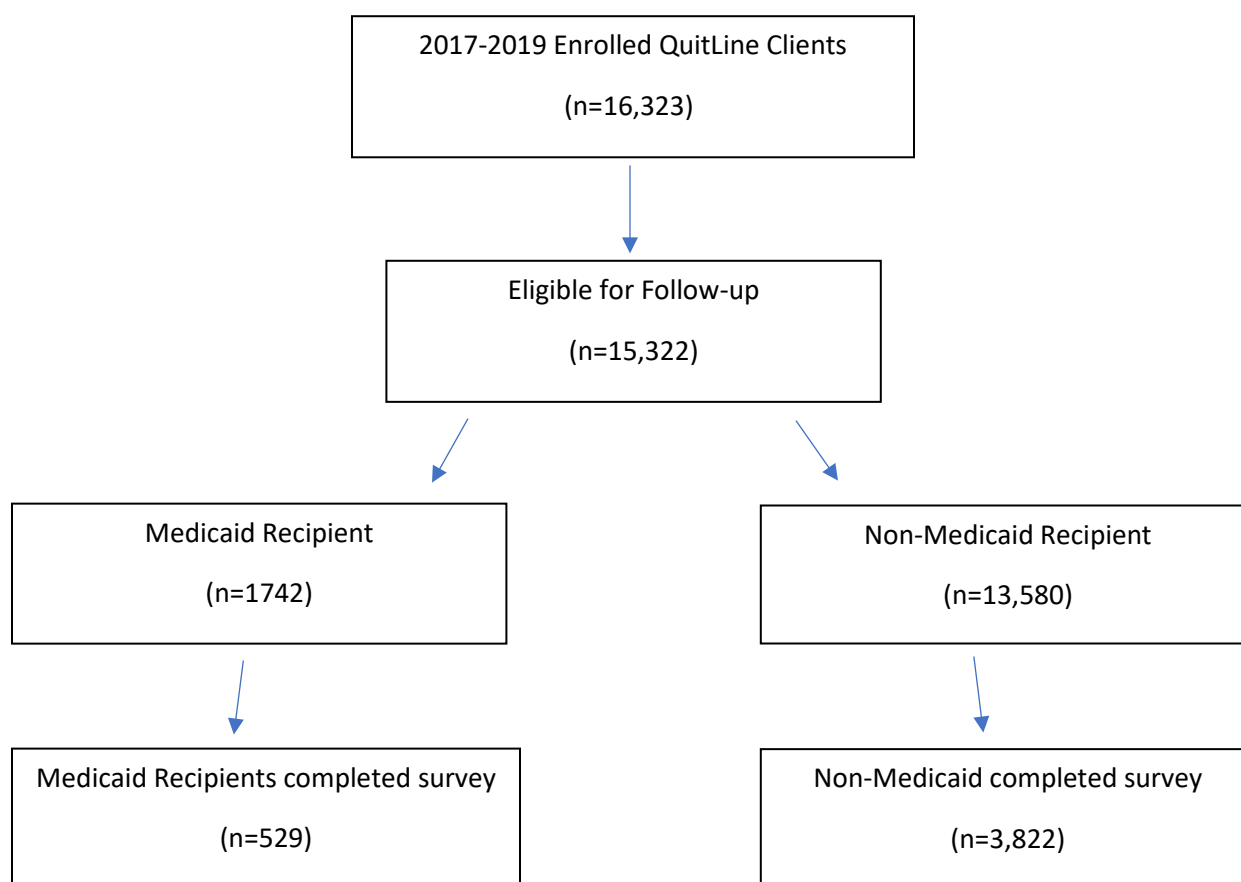 2017-2019 Enrolled QuitLine Clients
(n=16,323)
Eligible for Follow-up
(n=15,322)
Medicaid Recipient
(n=1742)
Non-Medicaid Recipient
(n=13,580)
Medicaid Recipients completed survey
(n=529)
Non-Medicaid completed survey
(n=3,822)